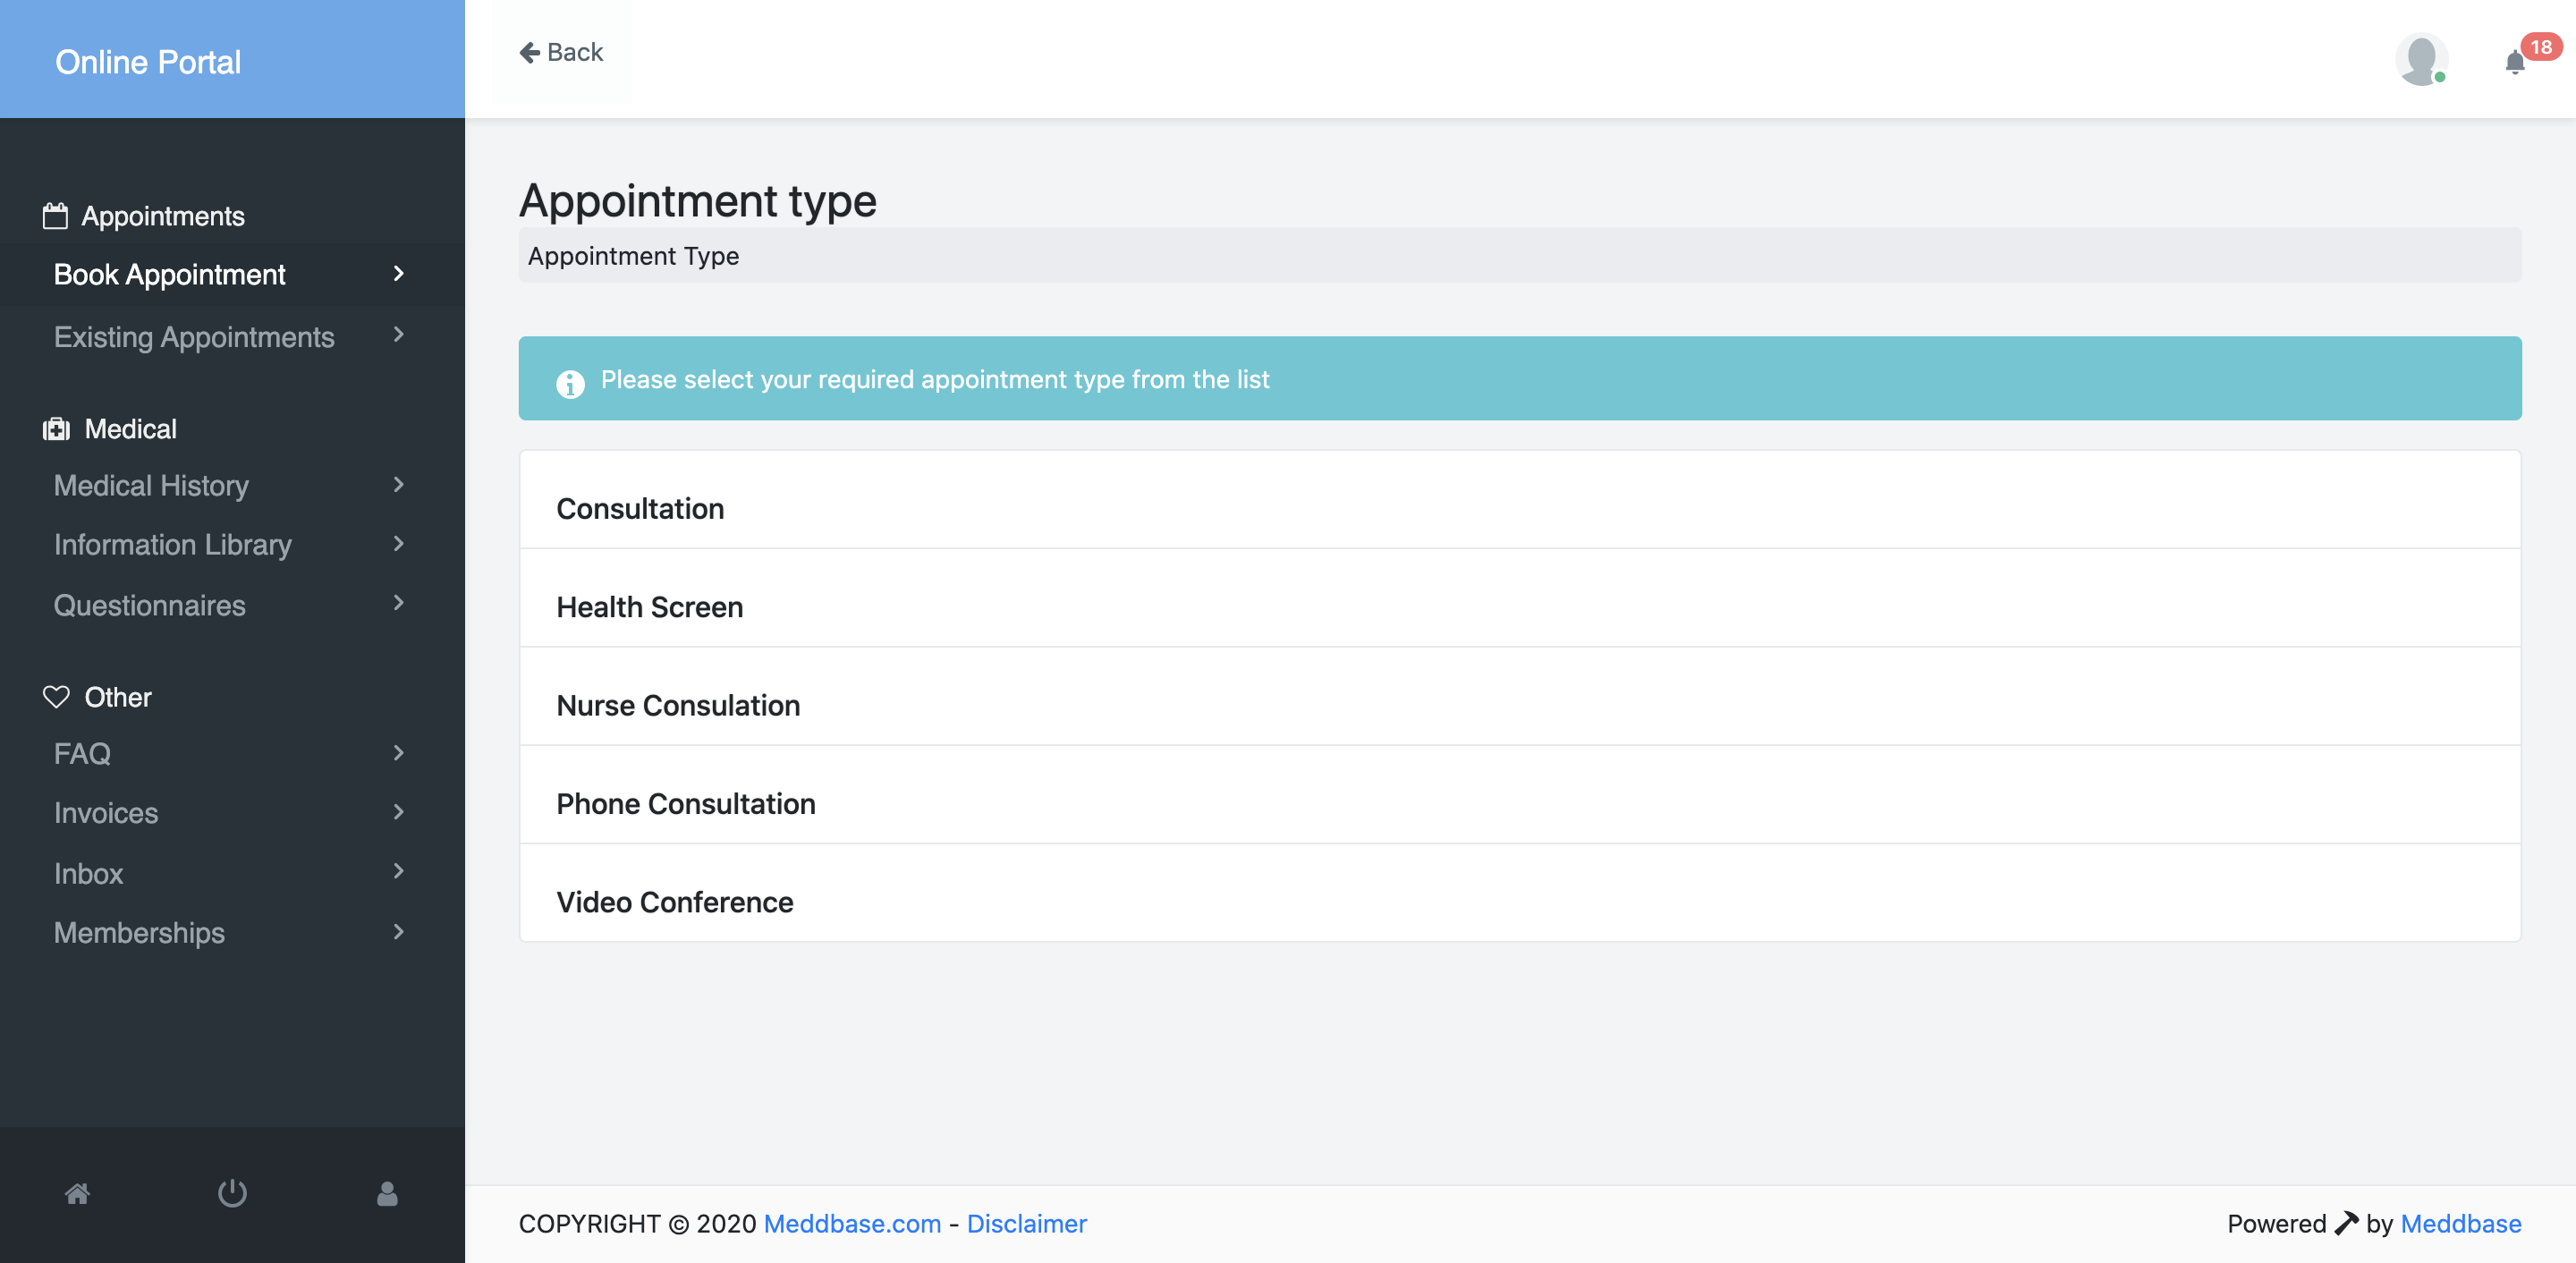 Online Portal
Back
18
Appointments
Book Appointment
Existing Appointments
Medical
Medical History
Information Library
Questionnaires
Other
FAQ
Invoices
Inbox
Memberships
Appointment type
Appointment Type
Please select your required appointment type from the list
Consultation
Health Screen
Nurse Consulation
Phone Consultation
Video Conference
COPYRIGHT © 2020 Meddbase.com - Disclaimer
Powered by Meddbase